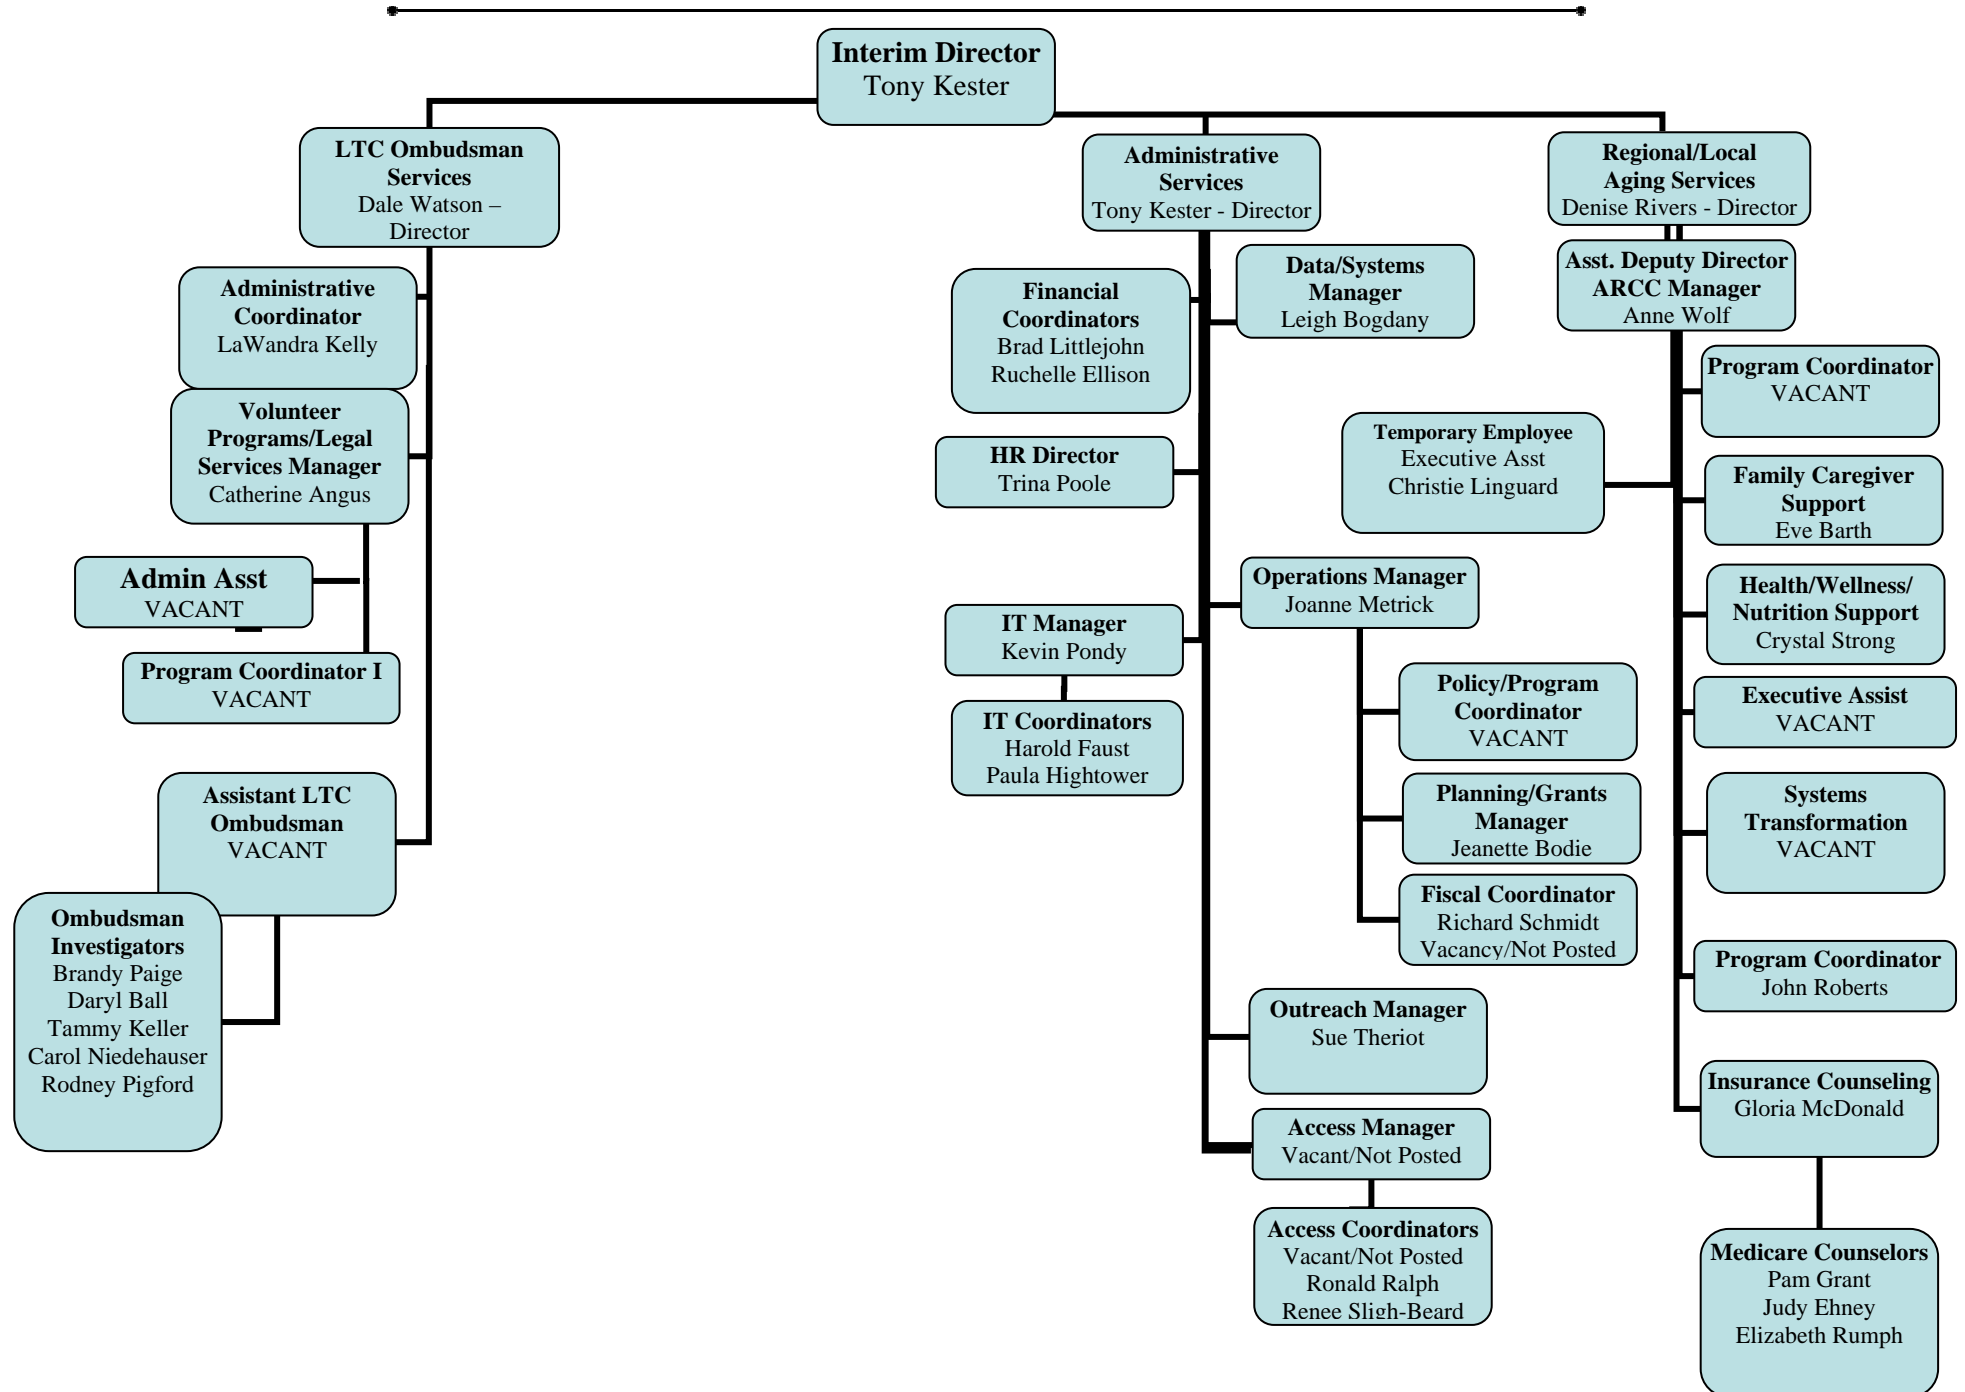 Interim Director
Tony Kester
LTC Ombudsman
Services
Dale Watson –
Director
Administrative
Coordinator
LaWandra Kelly
Volunteer
Programs/Legal
Services Manager
Catherine Angus
Admin Asst
VACANT
Program Coordinator I
VACANT
Assistant LTC
Ombudsman
VACANT
Ombudsman
Investigators
Brandy Paige
Daryl Ball
Tammy Keller
Carol Niedehauser
Rodney Pigford
Administrative
Services
Tony Kester - Director
Financial
Coordinators
Brad Littlejohn
Ruchelle Ellison
Data/Systems
Manager
Leigh Bogdany
HR Director
Trina Poole
IT Manager
Kevin Pondy
IT Coordinators
Harold Faust
Paula Hightower
Operations Manager
Joanne Metrick
Policy/Program
Coordinator
VACANT
Planning/Grants
Manager
Jeanette Bodie
Fiscal Coordinator
Richard Schmidt
Vacancy/Not Posted
Outreach Manager
Sue Theriot
Access Manager
Vacant/Not Posted
Access Coordinators
Vacant/Not Posted
Ronald Ralph
Renee Sligh-Beard
Regional/Local
Aging Services
Denise Rivers - Director
Asst. Deputy Director
ARCC Manager
Anne Wolf
Temporary Employee
Executive Asst
Christie Linguard
Program Coordinator
VACANT
Family Caregiver
Support
Eve Barth
Health/Wellness/
Nutrition Support
Crystal Strong
Executive Assist
VACANT
Systems
Transformation
VACANT
Program Coordinator
John Roberts
Insurance Counseling
Gloria McDonald
Medicare Counselors
Pam Grant
Judy Ehney
Elizabeth Rumph